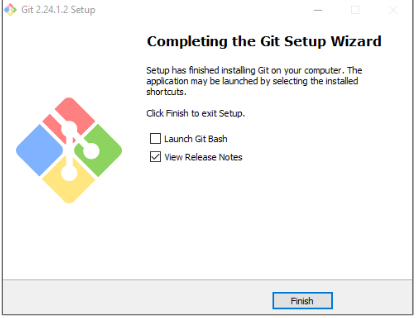 Git 2.24.1.2 Setup
Completing the Git Setup Wizard
Setup has finished installing Git on your computer. The
application may be launched by selecting the installed
shortcuts.
Click Finish to exit Setup.
Launch Git Bash
View Release Notes
Finish